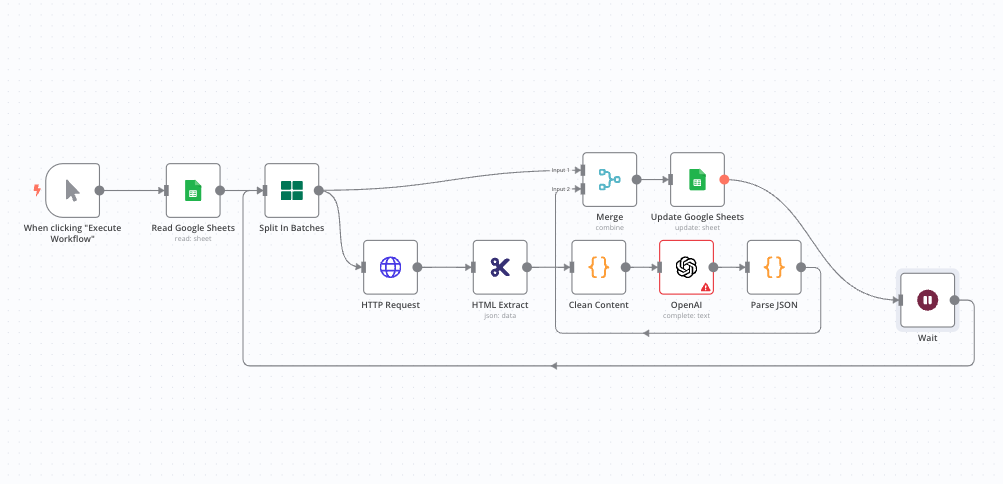 Input 1
Input 2
When clicking "Execute
Workflow"
Read Google Sheets
read: sheet
Split In Batches
Merge
combine
Update Google Sheets
update: sheet
HTTP Request
HTML Extract
json: data
Clean Content
OpenAI
complete: text
Parse JSON
Wait